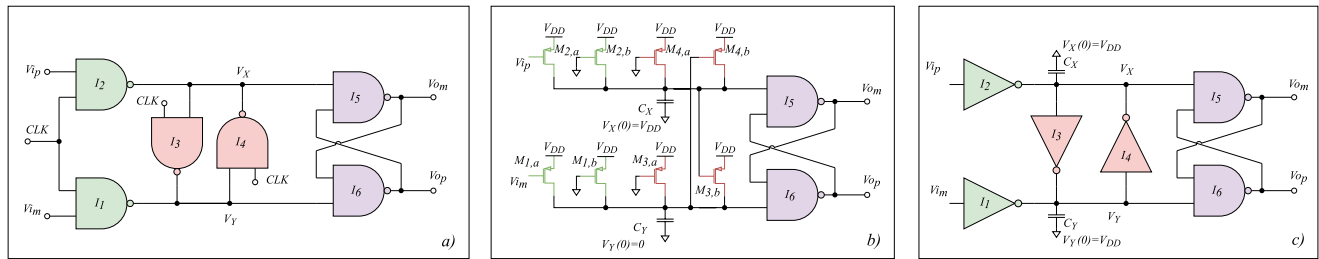 Vip
I2
VX
I5
Vom
CLK
I3
I4
CLK
CLK
I6
Vop
Vim
I1
VY
a)
VDD VDD VDD VDD
M2,a M2,b M4,a M4,b
Vip
I5
Vom
CX
VX(0)=VDD
VDD VDD VDD VDD
M1,a M1,b M3,a
Vim
M3,b
I6
Vop
CY
VY(0)=0
b)
VX(0)=VDD
CX
Vip
I2
VX
I5
Vom
I3
I4
Vim
I1
I6
Vop
CY
VY
VY(0)=VDD
c)